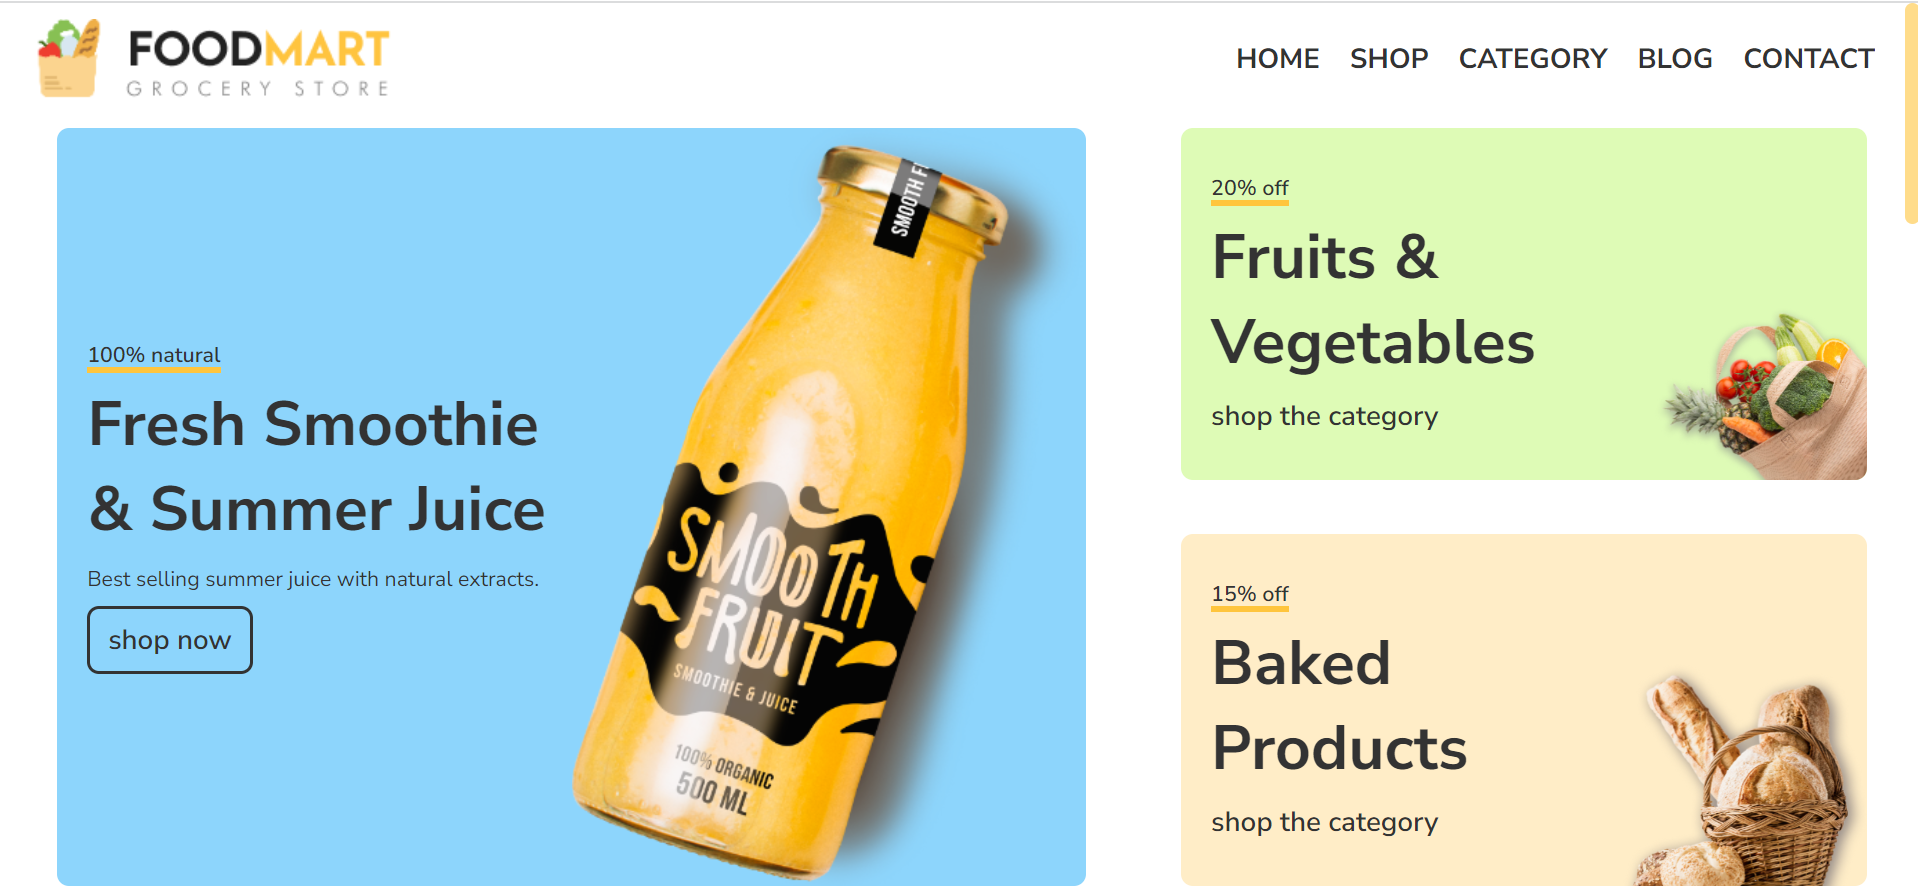 FOODMART
GROCERY STORE
HOME SHOP CATEGORY BLOG CONTACT
100% natural
Fresh Smoothie
& Summer Juice
Best selling summer juice with natural extracts.
shop now
SMOOTH F
SMOOTH
FRUIT
SMOOTHIE & JUICE
100% ORGANIC
500 ML
20% off
Fruits &
Vegetables
shop the category
15% off
Baked
Products
shop the category